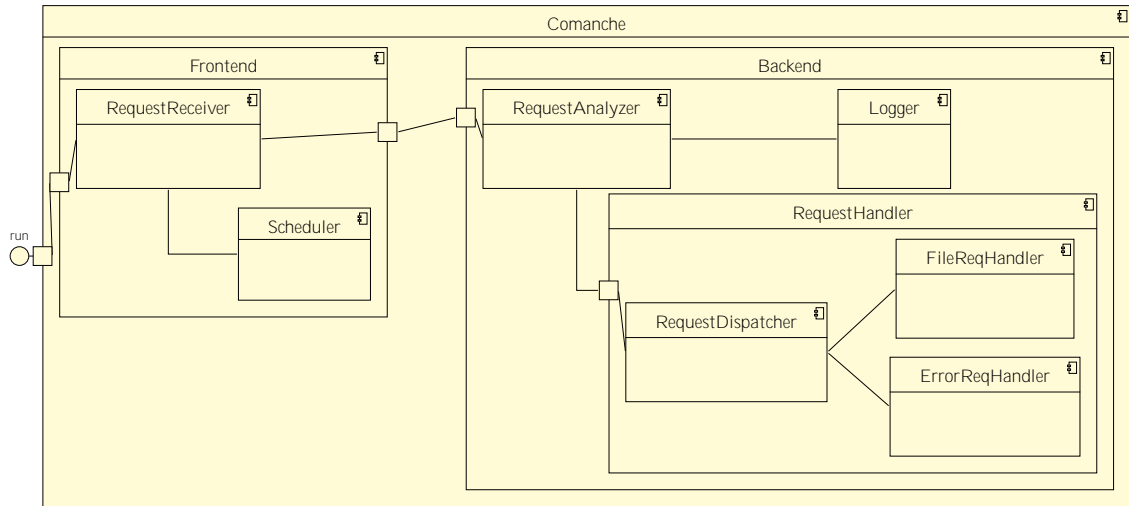 Comanche
Frontend
Backend
RequestReceiver
RequestAnalyzer
Logger
RequestHandler
Scheduler
run
FileReqHandler
RequestDispatcher
ErrorReqHandler